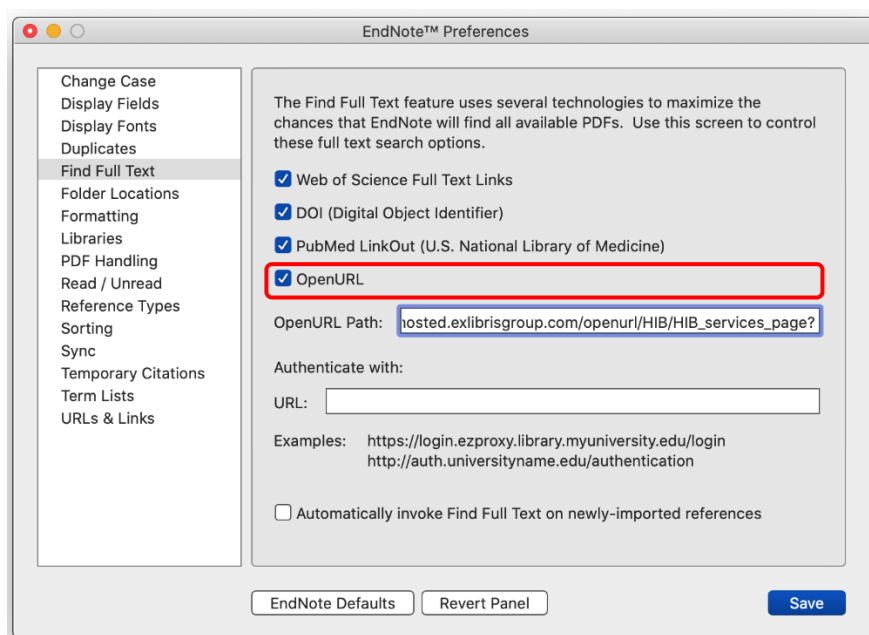 EndNote™ Preferences
Change Case
Display Fields
Display Fonts
Duplicates
Find Full Text
Folder Locations
Formatting
Libraries
PDF Handling
Read / Unread
Reference Types
Sorting
Sync
Temporary Citations
Term Lists
URLs & Links
The Find Full Text feature uses several technologies to maximize the
chances that EndNote will find all available PDFs. Use this screen to control
these full text search options.
Web of Science Full Text Links
DOI (Digital Object Identifier)
PubMed LinkOut (U.S. National Library of Medicine)
OpenURL
OpenURL Path: hosted.exlibrisgroup.com/openurl/HIB/HIB_services_page?
Authenticate with:
URL:
Examples: https://login.ezproxy.library.myuniversity.edu/login
http://auth.universityname.edu/authentication
Automatically invoke Find Full Text on newly-imported references
EndNote Defaults Revert Panel Save